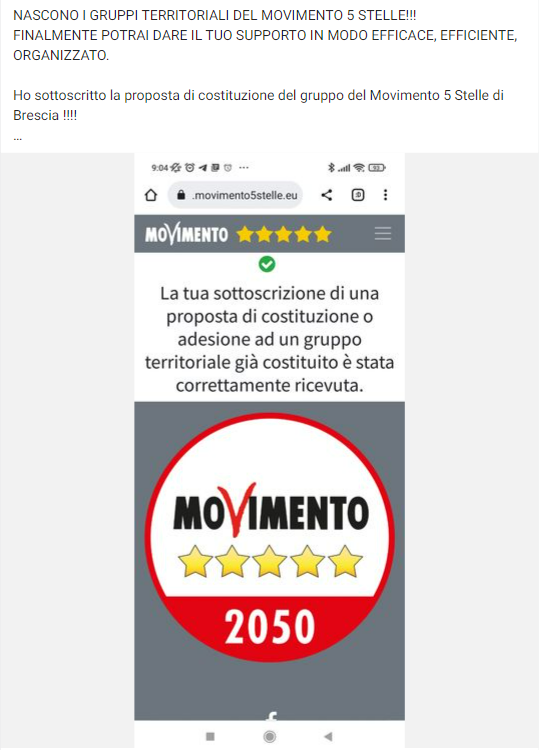 NASCONO I GRUPPI TERRITORIALI DEL MOVIMENTO 5 STELLE!!!
FINALMENTE POTRAI DARE IL TUO SUPPORTO IN MODO EFFICACE, EFFICIENTE,
ORGANIZZATO.
Ho sottoscritto la proposta di costituzione del gruppo del Movimento 5 Stelle di
Brescia !!!!
...
9:04 ... 93
.movimento5stelle.eu :D
MOVIMENTO
La tua sottoscrizione di una
proposta di costituzione o
adesione ad un gruppo
territoriale già costituito è stata
correttamente ricevuta.
MOVIMENTO
2050